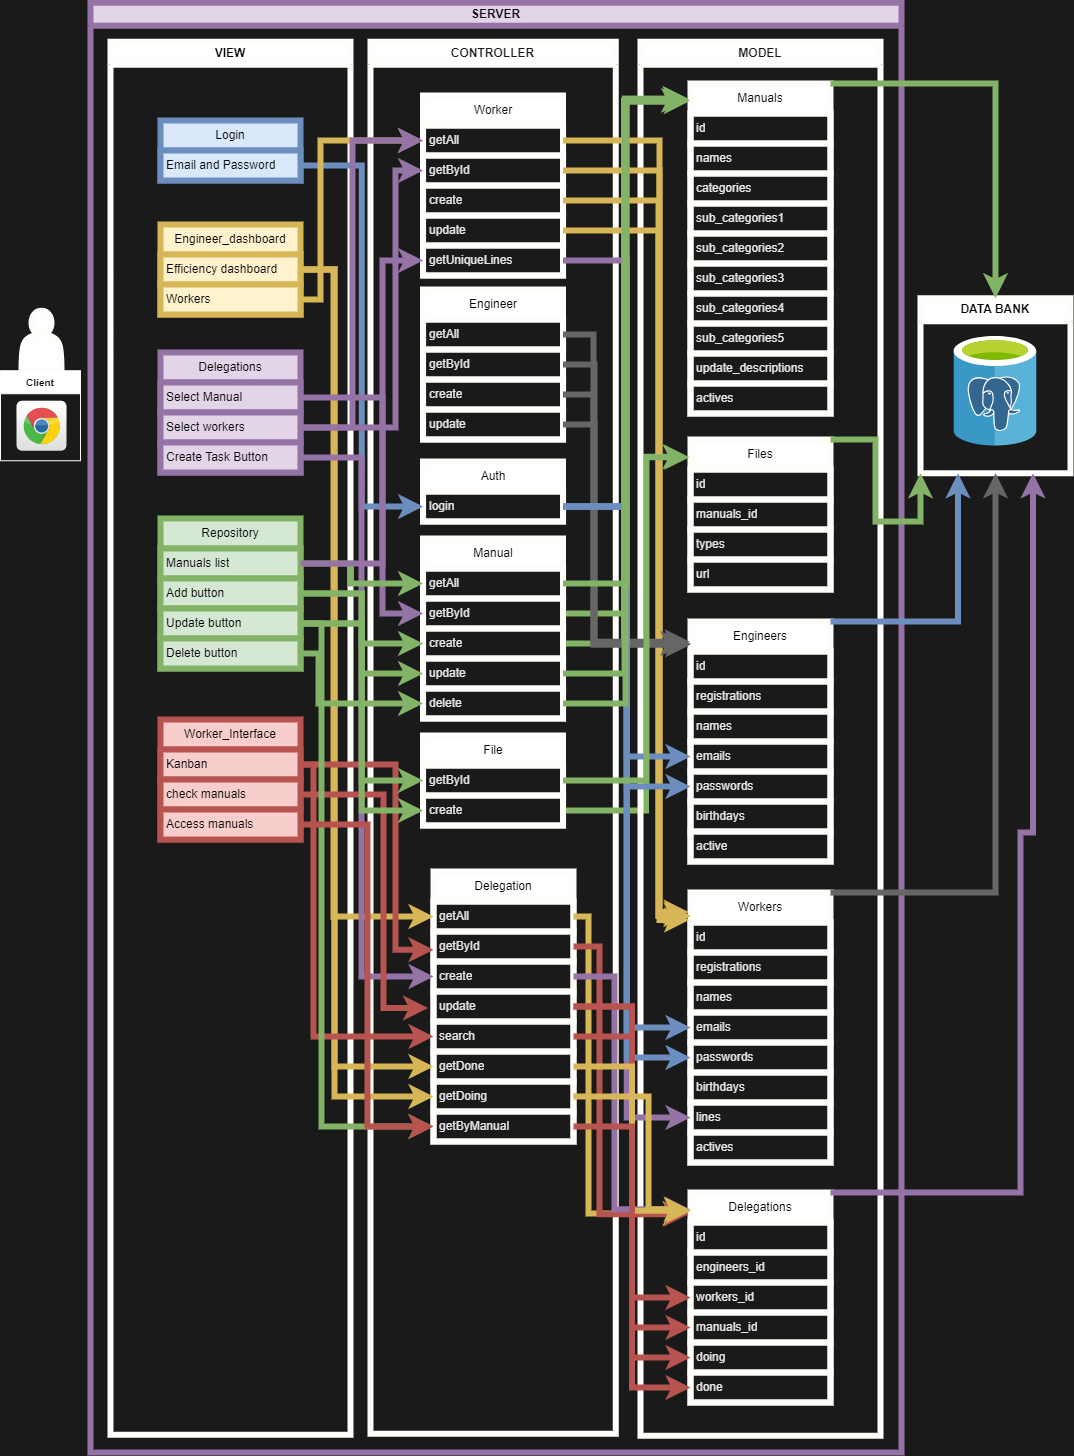 SERVER
VIEW
Login
Email and Password
Engineer_dashboard
Efficiency dashboard
Workers
Delegations
Select Manual
Select workers
Create Task Button
Repository
Manuals list
Add button
Update button
Delete button
Worker_Interface
Kanban
check manuals
Access manuals
Client
CONTROLLER
Worker
getAll
getById
create
update
getUniqueLines
Engineer
getAll
getById
create
update
Auth
login
Manual
getAll
getById
create
update
delete
File
getById
create
Delegation
getAll
getById
create
update
search
getDone
getDoing
getByManual
MODEL
Manuals
id
names
categories
sub_categories1
sub_categories2
sub_categories3
sub_categories4
sub_categories5
update_descriptions
actives
Files
id
manuals_id
types
url
Engineers
id
registrations
names
emails
passwords
birthdays
active
Workers
id
registrations
names
emails
passwords
birthdays
lines
actives
Delegations
id
engineers_id
workers_id
manuals_id
doing
done
DATA BANK